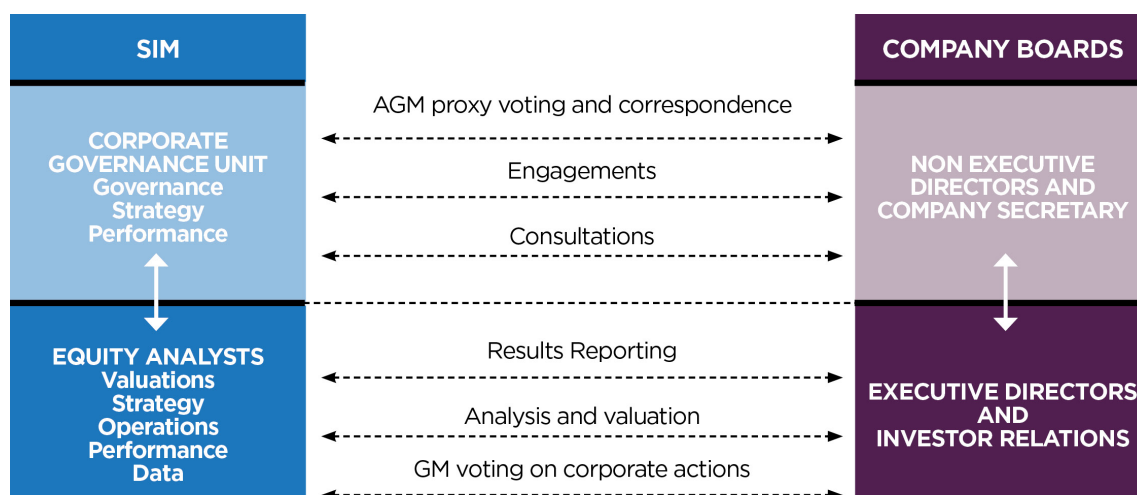 SIM
COMPANY BOARDS
CORPORATE
GOVERNANCE UNIT
Governance
Strategy
Performance
AGM proxy voting and correspondence
Engagements
Consultations
NON EXECUTIVE
DIRECTORS AND
COMPANY SECRETARY
EQUITY ANALYSTS
Valuations
Strategy
Operations
Performance
Data
Results Reporting
Analysis and valuation
GM voting on corporate actions
EXECUTIVE DIRECTORS
AND
INVESTOR RELATIONS